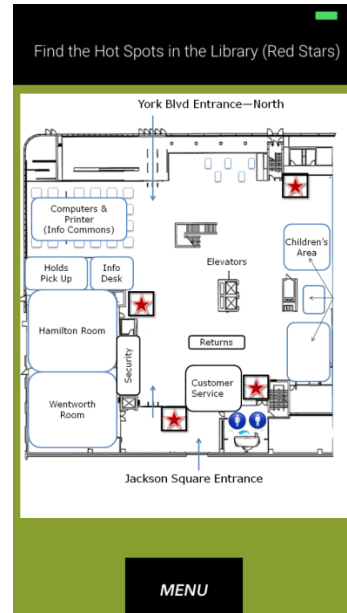 Find the Hot Spots in the Library (Red Stars)
York Blvd Entrance—North
Computers &
Printer
(Info Commons)
Children's
Area
Holds
Pick Up
Info
Desk
Elevators
Hamilton Room
Security
Returns
Customer
Service
Wentworth
Room
Jackson Square Entrance
MENU